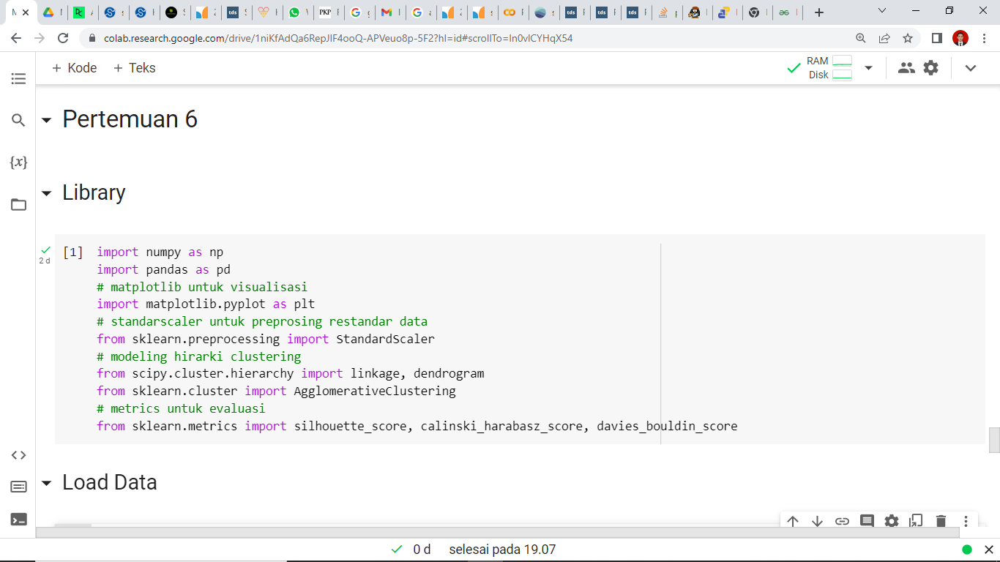 colab.research.google.com/drive/1niKfAdQa6RepJIF4ooQ-APVeuo8p-5F2?hl=id#scrollTo=In0vlCYHqX54
+ Kode + Teks
RAM
Disk
Pertemuan 6
Library
[1] import numpy as np
2 d
import pandas as pd
# matplotlib untuk visualisasi
import matplotlib.pyplot as plt
# standarscaler untuk preprosing restandar data
from sklearn.preprocessing import StandardScaler
# modeling hirarki clustering
from scipy.cluster.hierarchy import linkage, dendrogram
from sklearn.cluster import AgglomerativeClustering
# metrics untuk evaluasi
from sklearn.metrics import silhouette_score, calinski_harabasz_score, davies_bouldin_score
Load Data
0 d selesai pada 19.07